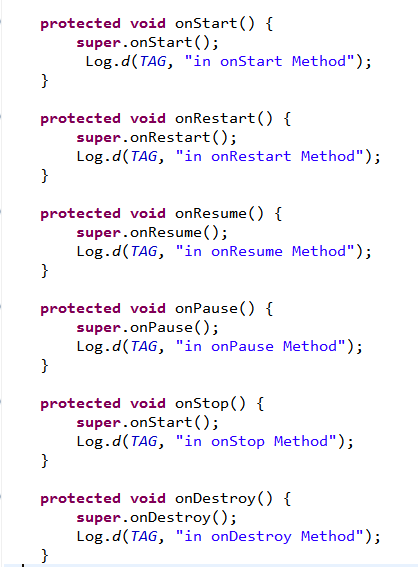 protected void onStart() {
super.onStart();
Log.d(TAG, "in onStart Method");
}
protected void onRestart() {
super.onRestart();
Log.d(TAG, "in onRestart Method");
}
protected void onResume() {
super.onResume();
Log.d(TAG, "in onResume Method");
}
protected void onPause() {
super.onPause();
Log.d(TAG, "in onPause Method");
}
protected void onStop() {
super.onStart();
Log.d(TAG, "in onStop Method");
}
protected void onDestroy() {
super.onDestroy();
Log.d(TAG, "in onDestroy Method");
}